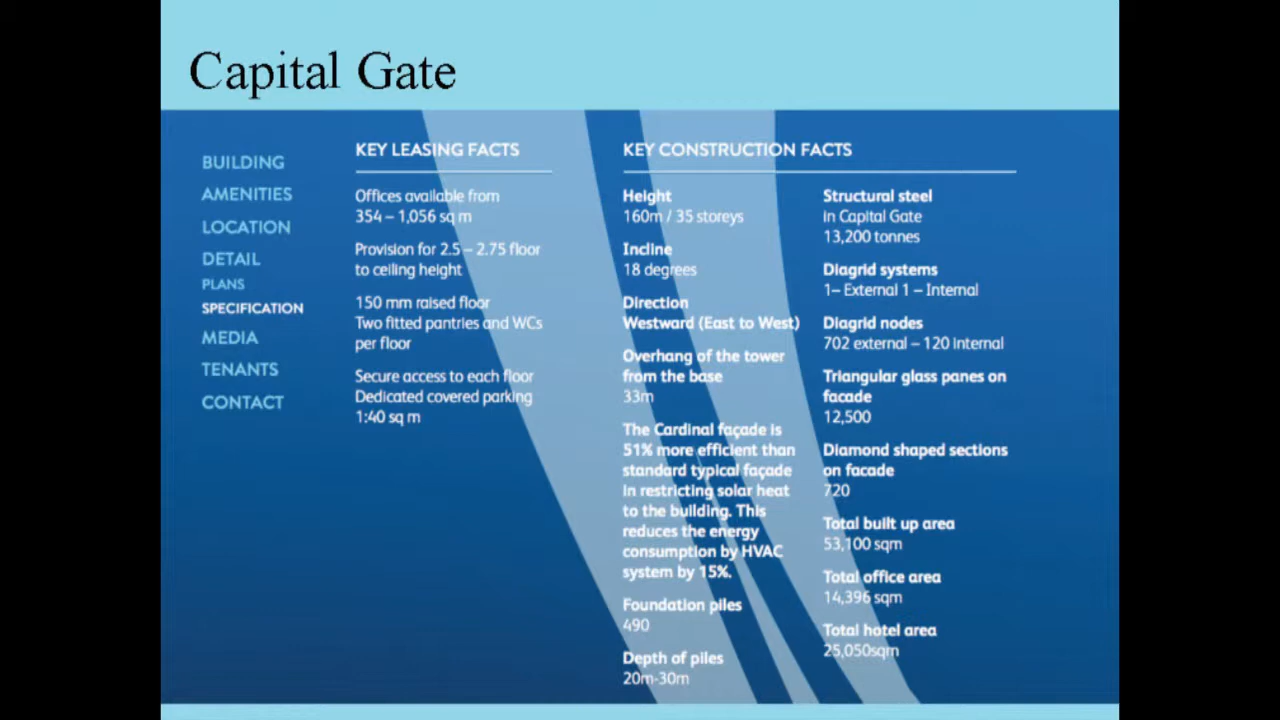 Capital Gate
BUILDING
AMENITIES
LOCATION
DETAIL
PLANS
SPECIFICATION
MEDIA
TENANTS
CONTACT
KEY LEASING FACTS
Offices available from
354 – 1,056 sq m
Provision for 2.5 – 2.75 floor
to ceiling height
150 mm raised floor
Two fitted pantries and WCs
per floor
Secure access to each floor
Dedicated covered parking
1:40 sq m
KEY CONSTRUCTION FACTS
Height
160m / 35 storeys
Incline
18 degrees
Direction
Westward (East to West)
Overhang of the tower
from the base
33m
The Cardinal façade is
51% more efficient than
standard typical façade
in restricting solar heat
to the building. This
reduces the energy
consumption by HVAC
system by 15%.
Foundation piles
490
Depth of piles
20m-30m
Structural steel
in Capital Gate
13,200 tonnes
Diagrid systems
1– External 1 – Internal
Diagrid nodes
702 external – 120 internal
Triangular glass panes on
facade
12,500
Diamond shaped sections
on facade
720
Total built up area
53,100 sqm
Total office area
14,396 sqm
Total hotel area
25,050sqm